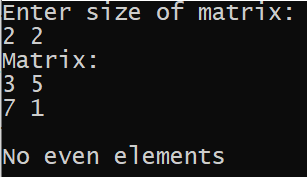 Enter size of matrix:
2 2
Matrix:
3 5
7 1
No even elements